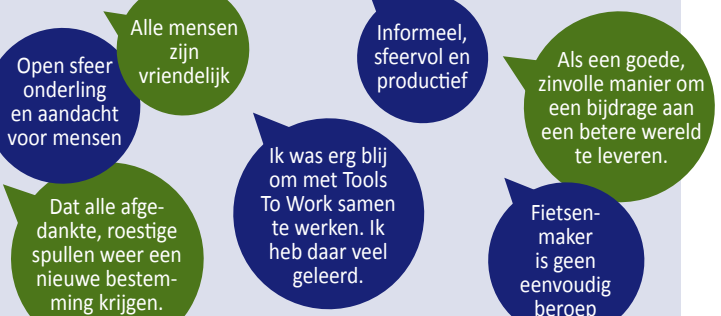 Open sfeer
onderling
en aandacht
voor mensen
Alle mensen
zijn
vriendelijk
Informeel,
sfeervol en
productief
Als een goede,
zinvolle manier om
een bijdrage aan
een betere wereld
te leveren.
Dat alle afge-
dankte, roestige
spullen weer een
nieuwe bestem-
ming krijgen.
Ik was erg blij
om met Tools
To Work samen
te werken. Ik
heb daar veel
geleerd.
Fietsen-
maker
is geen
eenvoudig
beroep